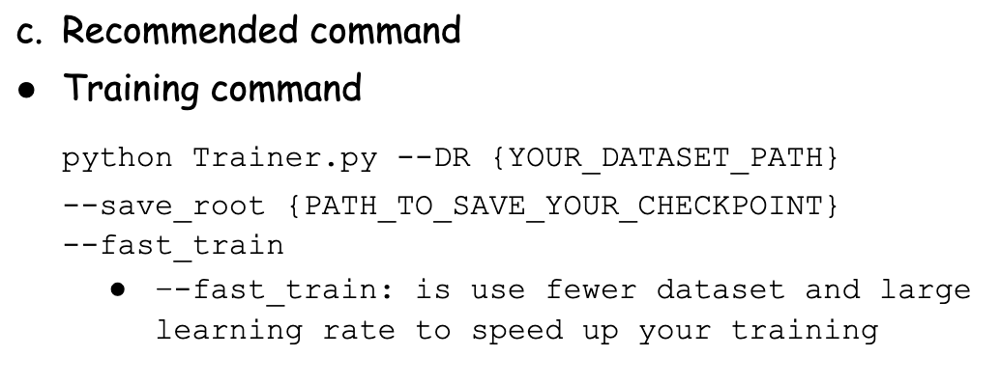 c. Recommended command
● Training command
python Trainer.py --DR {YOUR_DATASET_PATH}
--save_root {PATH_TO_SAVE_YOUR_CHECKPOINT}
--fast_train
● –-fast_train: is use fewer dataset and large
learning rate to speed up your training